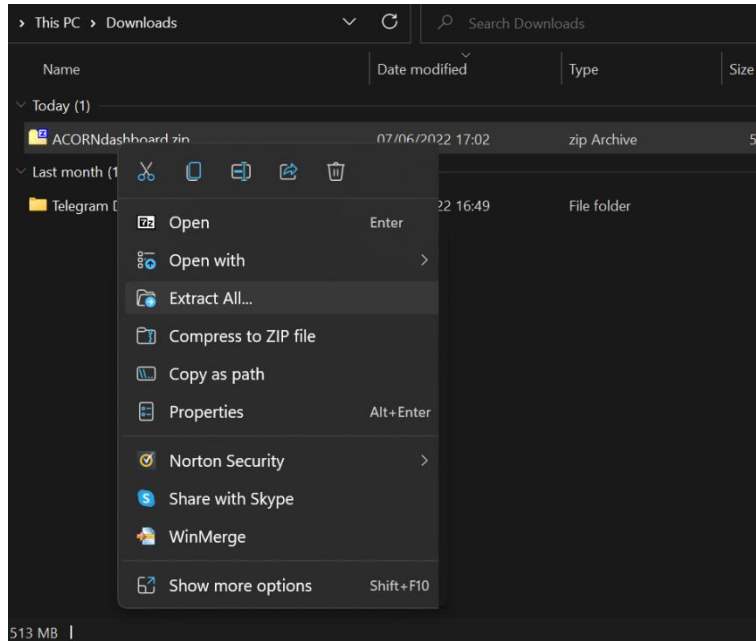 This PC Downloads Search Downloads
Name Date modified Type Size
Today (1)
ACORNdashboard.zip 07/06/2022 17:02 zip Archive 5
Last month (1
Telegram D 22 16:49 File folder
Open Enter
Open with
Extract All...
Compress to ZIP file
Copy as path
Properties Alt+Enter
Norton Security
Share with Skype
WinMerge
Show more options Shift+F10
513 MB